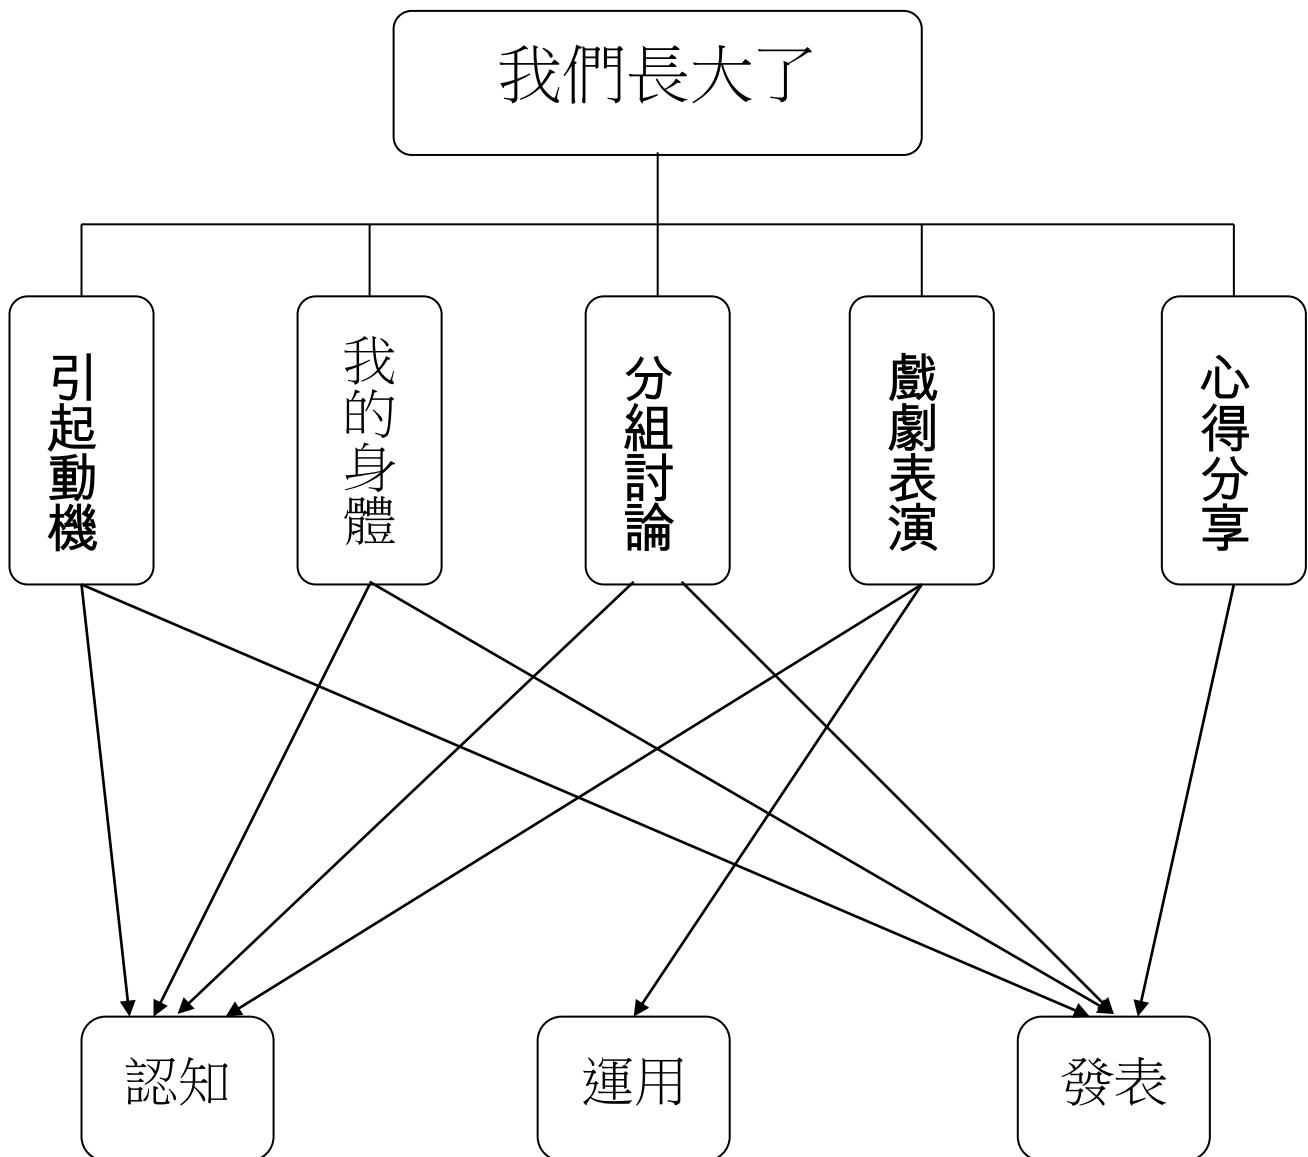 我們長大了
引起動機
我的身體
分組討論
戲劇表演
心得分享
認知
運用
發表